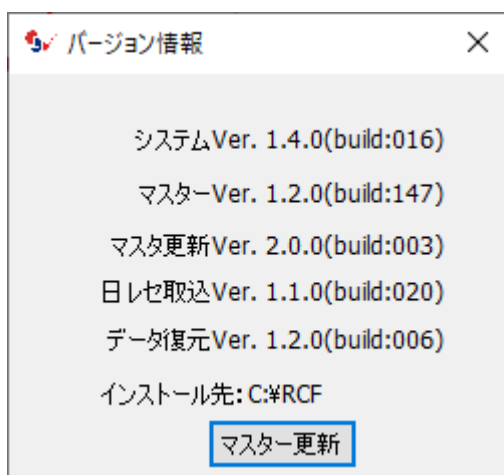 バージョン情報
システムVer. 1.4.0(build:016)
マスターVer. 1.2.0(build:147)
マスタ更新Ver. 2.0.0(build:003)
日レセ取込Ver. 1.1.0(build:020)
データ復元Ver. 1.2.0(build:006)
インストール先: C:¥RCF
マスター更新